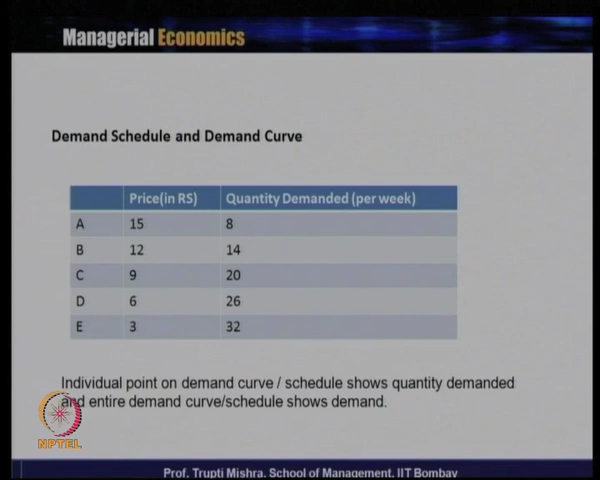 Managerial Economics
Demand Schedule and Demand Curve
Price(in RS) Quantity Demanded (per week)
A 15 8
B 12 14
C 9 20
D 6 26
E 3 32
Individual point on demand curve / schedule shows quantity demanded
and entire demand curve/schedule shows demand.
NPTEL
Prof. Trupti Mishra, School of Management, IIT Bombay